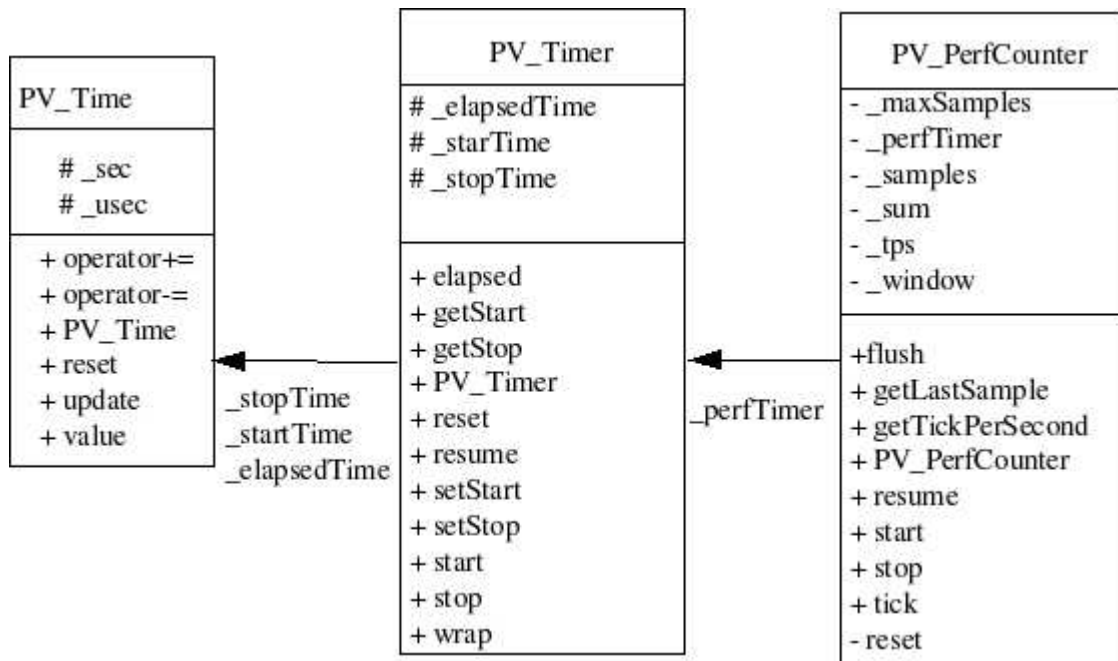 PV_Time
# _sec
# _usec
+ operator+=
+ operator-=
+ PV_Time
+ reset
+ update
+ value
_stopTime
_startTime
_elapsedTime
PV_Timer
# _elapsedTime
# _starTime
# _stopTime
+ elapsed
+ getStart
+ getStop
+ PV_Timer
+ reset
+ resume
+ setStart
+ setStop
+ start
+ stop
+ wrap
_perfTimer
PV_PerfCounter
- _maxSamples
- _perfTimer
- _samples
- _sum
- _tps
- _window
+flush
+ getLastSample
+ getTickPerSecond
+ PV_PerfCounter
+ resume
+ start
+ stop
+ tick
- reset